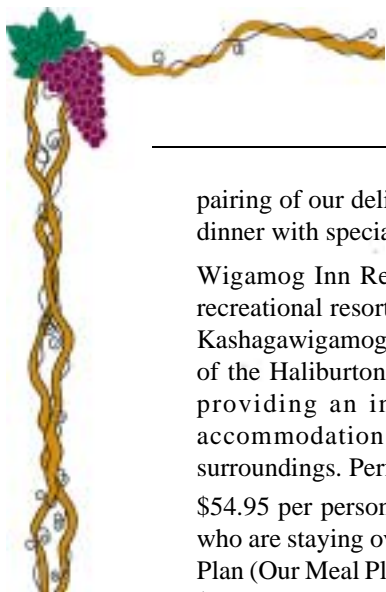 pairing of our deli
dinner with specia
Wigamog Inn Re
recreational resort
Kashagawigamog
of the Haliburton
providing an in
accommodation
surroundings. Per
$54.95 per person
who are staying ov
Plan (Our Meal Pl